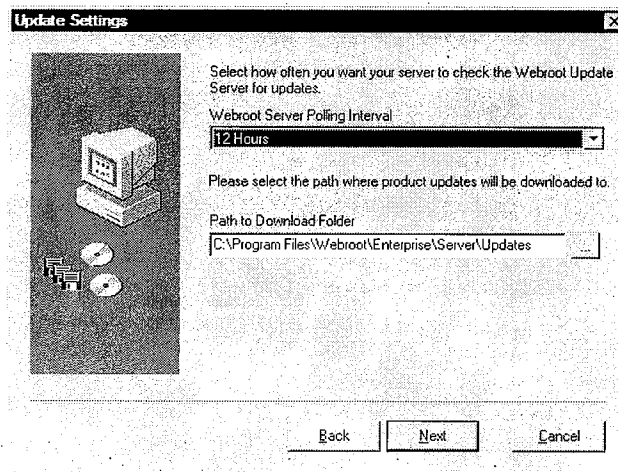 Update Settings
Select how often you want your server to check the Webroot Update
Server for updates.
Webroot Server Polling Interval
12 Hours
Please select the path where product updates will be downloaded to.
Path to Download Folder
C:\Program Files\Webroot\Enterprise\Server\Updates
...
Back
Next
Cancel